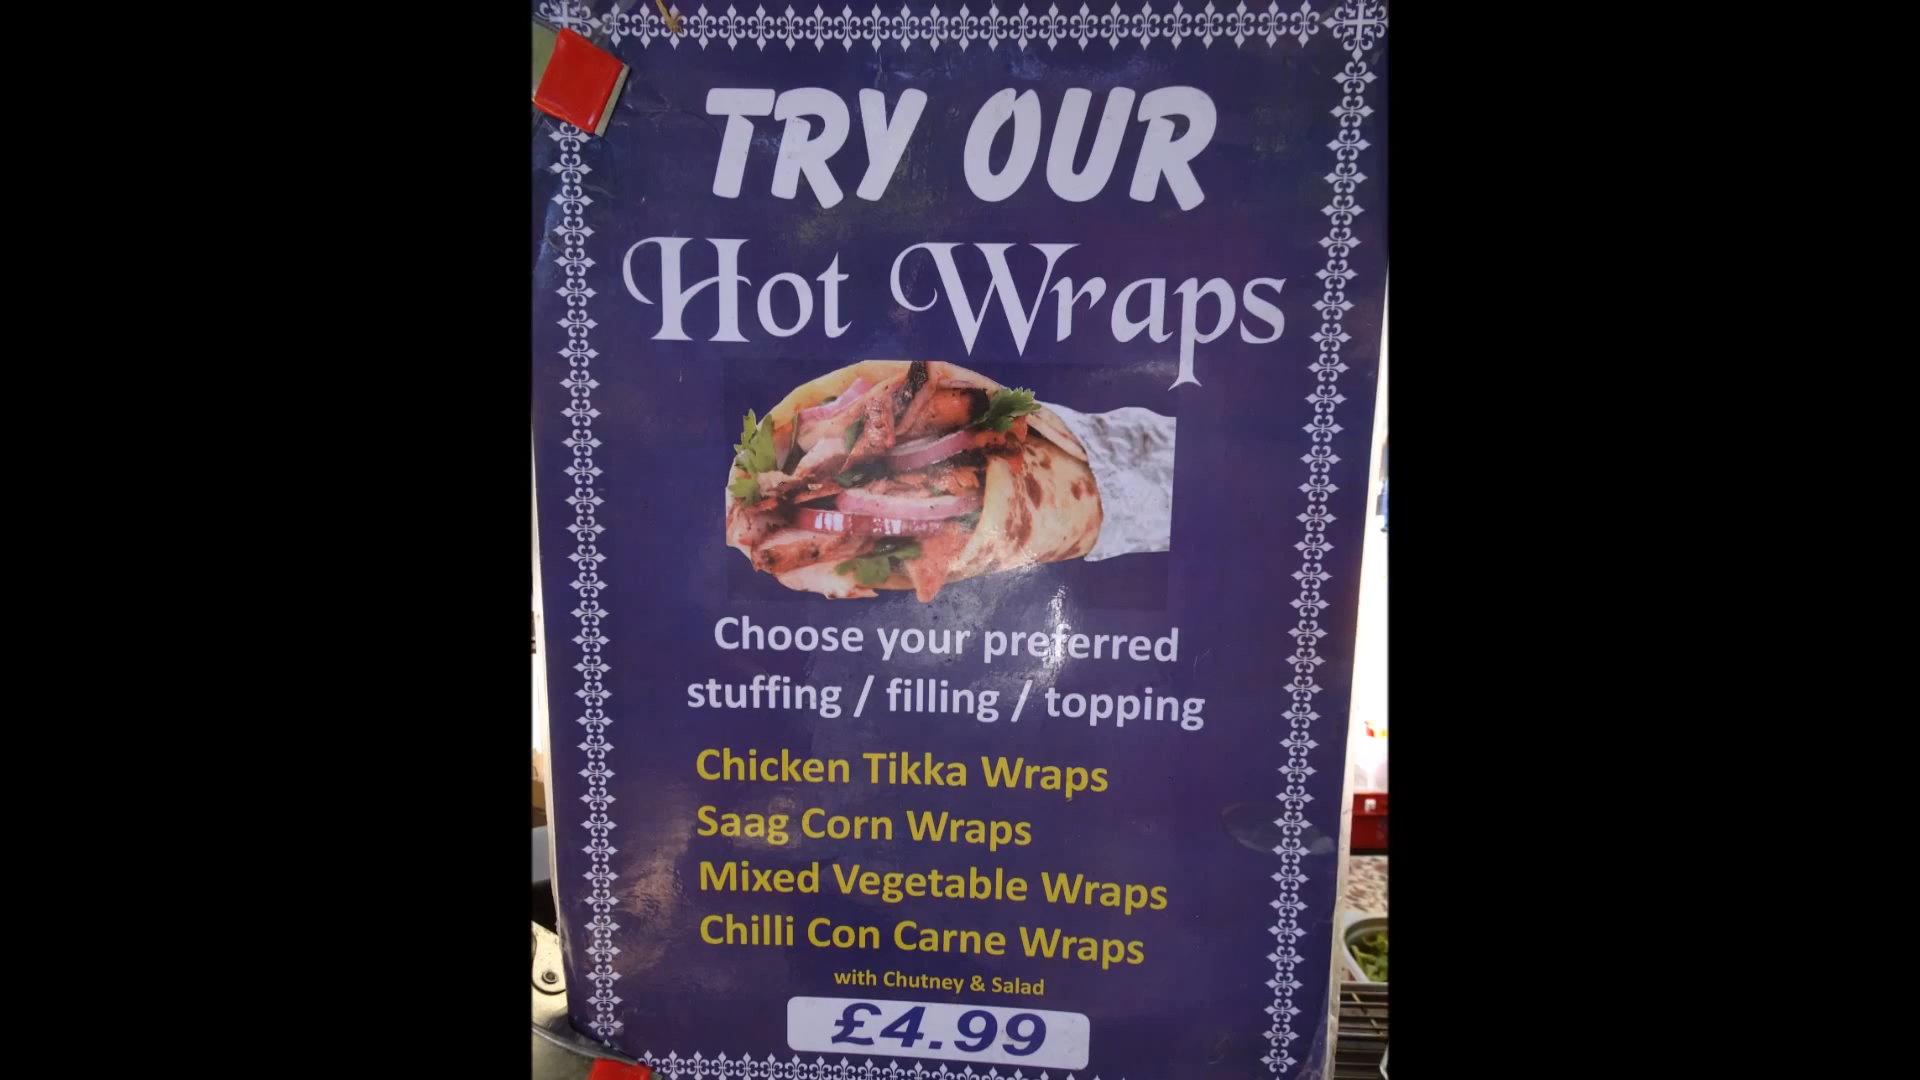 TRY OUR
Hot Wraps
Choose your preferred
stuffing / filling / topping
Chicken Tikka Wraps
Saag Corn Wraps
Mixed Vegetable Wraps
Chilli Con Carne Wraps
with Chutney & Salad
£4.99